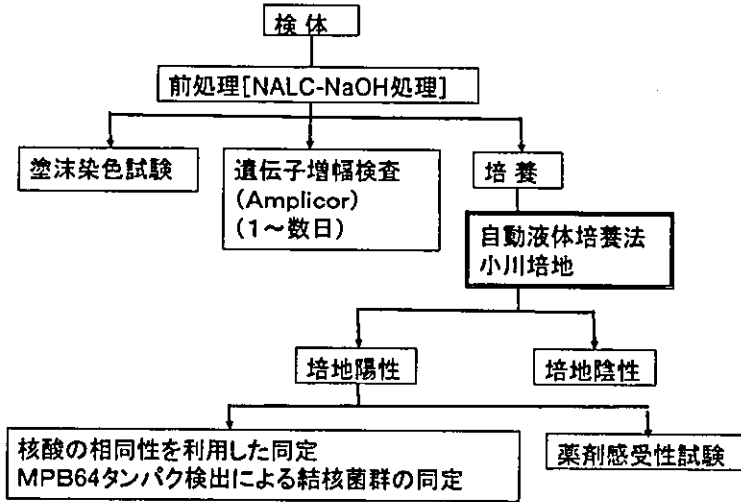 検 体
前処理[NALC-NaOH処理]
塗沫染色試験
遺伝子増幅検査
(Amplicor)
(1～数日)
培 養
自動液体培養法
小川培地
培地陽性
培地陰性
核酸の相同性を利用した同定
MPB64タンパク検出による結核菌群の同定
薬剤感受性試験